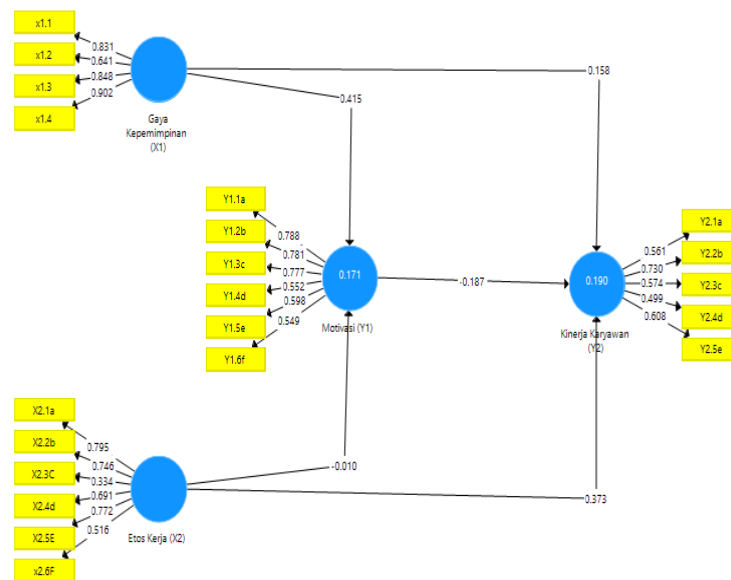 x1.1
x1.2
x1.3
x1.4
0.831
0.641
0.848
0.902
Gaya
Kepemimpinan
(X1)
0.158
0.415
Y1.1a
Y1.2b
Y1.3c
Y1.4d
Y1.5e
Y1.6f
0.788
0.781
0.777
0.552
0.598
0.549
0.171
Motivasi (Y1)
-0.187
0.190
Kinerja Karyawan
(Y2)
0.561
0.730
0.574
0.499
0.608
Y2.1a
Y2.2b
Y2.3c
Y2.4d
Y2.5e
X2.1a
X2.2b
X2.3C
X2.4d
X2.5E
x2.6F
0.795
0.746
0.334
0.691
0.772
0.516
Etos Kerja (X2)
-0.010
0.373